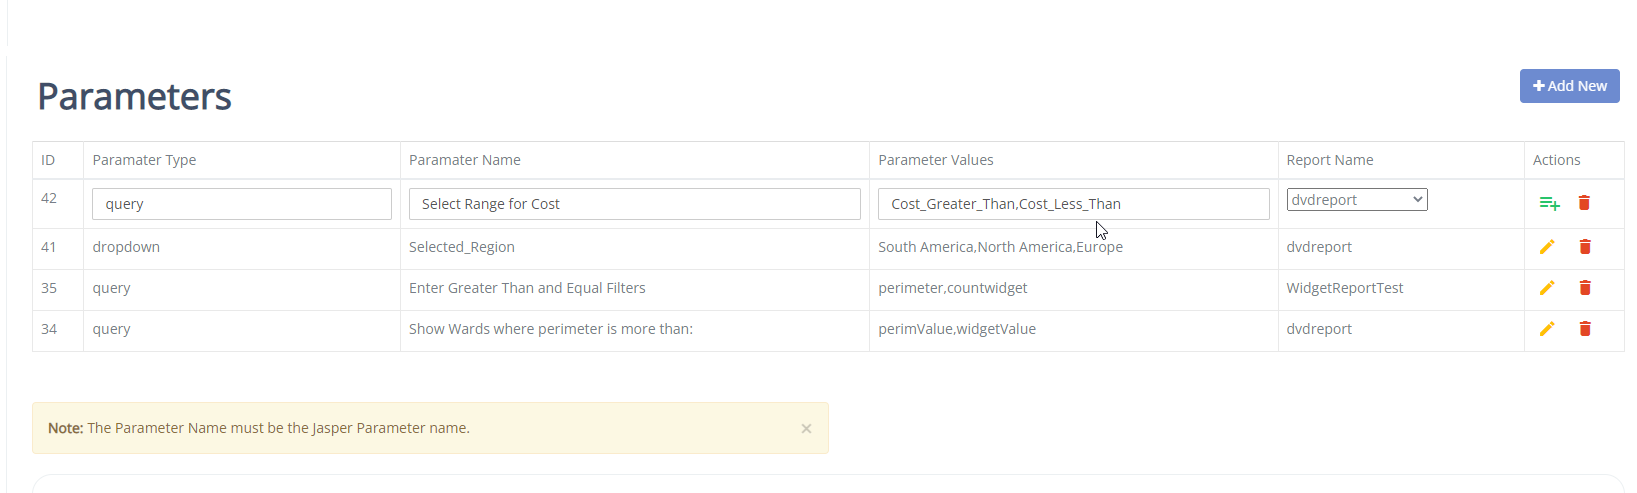 Parameters
Add New
ID Paramater Type Paramater Name Parameter Values Report Name Actions
42 query Select Range for Cost Cost_Greater_Than,Cost_Less_Than dvdreport
41 dropdown Selected_Region South America,North America,Europe dvdreport
35 query Enter Greater Than and Equal Filters perimeter,countwidget WidgetReportTest
34 query Show Wards where perimeter is more than: perimValue,widgetValue dvdreport
Note: The Parameter Name must be the Jasper Parameter name.